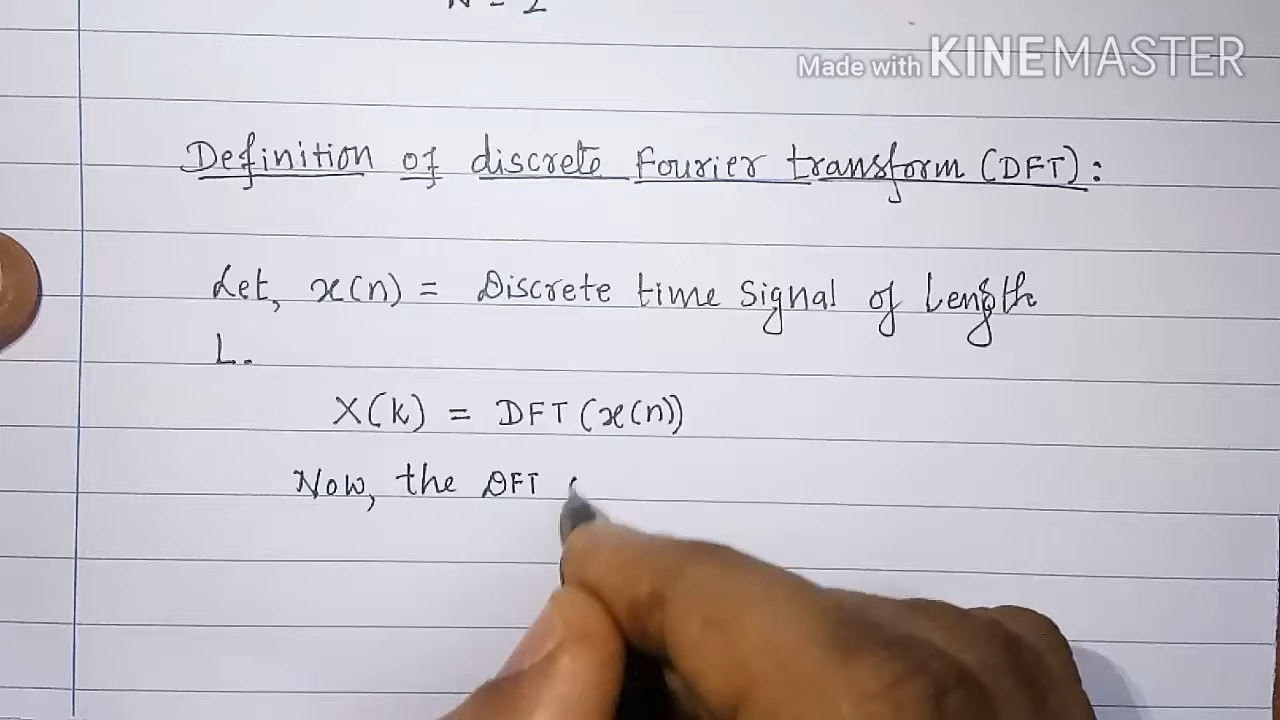 Made with KINEMASTER
Definition of discrete Fourier transform (DFT):
Let, x(n) = Discrete time signal of length
L.
X(k) = DFT(x(n))
Now, the DFT